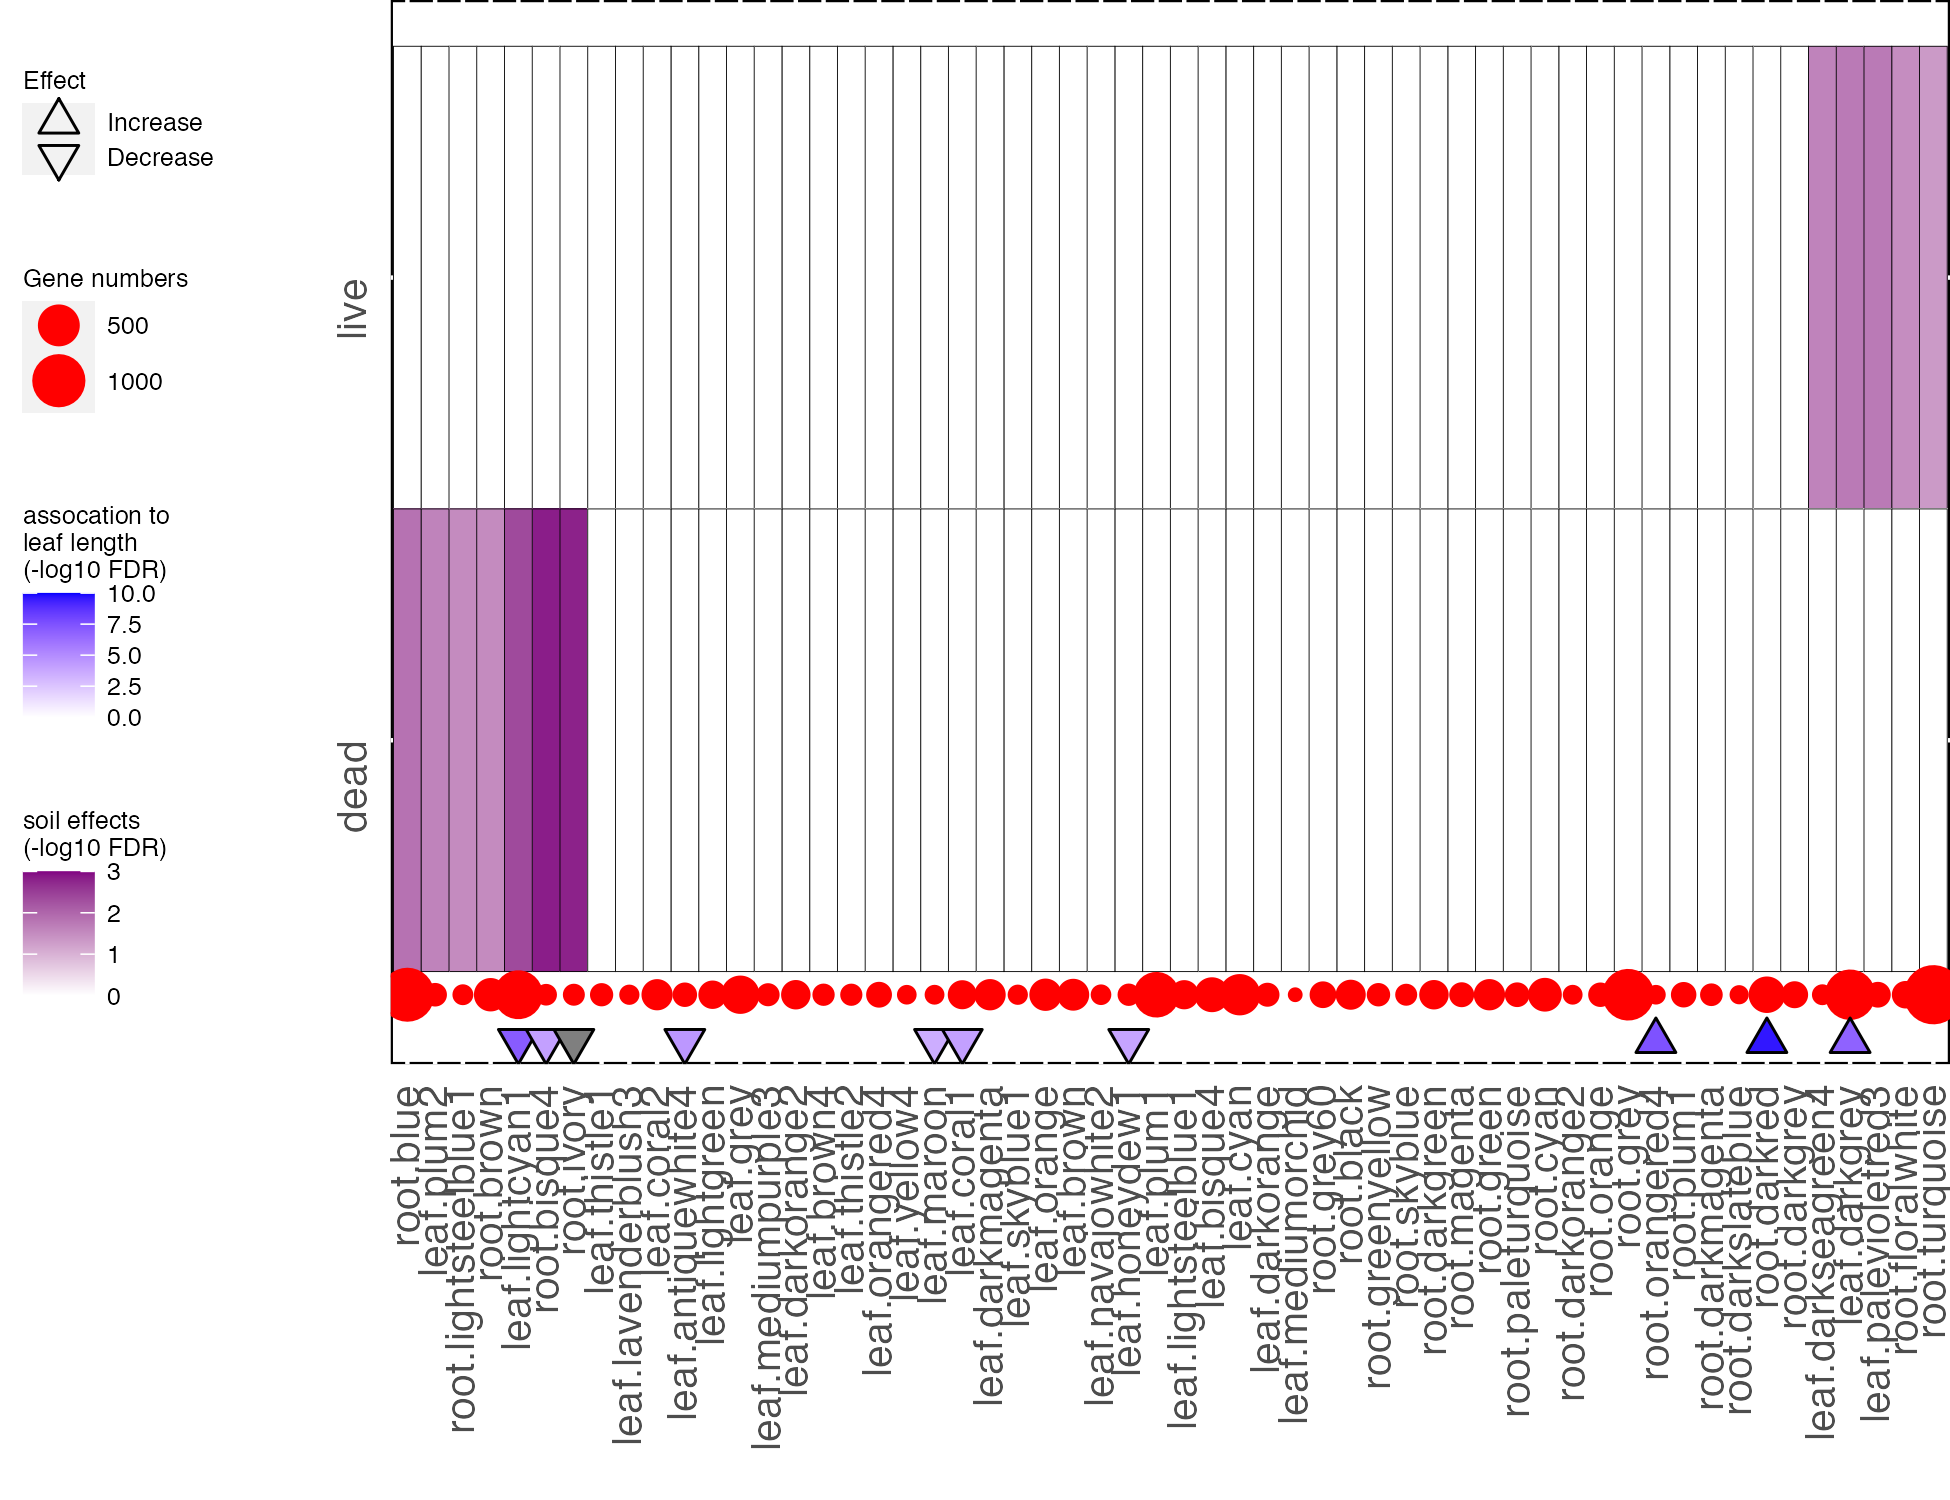 Effect
Increase
Decrease
Gene numbers
500
1000
assocation to
leaf length
(-log10 FDR)
10.0
7.5
5.0
2.5
0.0
soil effects
(-log10 FDR)
3
2
1
0
live
dead
root.blue
leaf.plum2
root.lightsteelblue1
root.brown
leaf.lightcyan1
root.bisque4
root.ivory
leaf.thistle1
leaf.lavenderblush3
leaf.coral2
leaf.antiquewhite4
leaf.lightgreen
leaf.grey
leaf.mediumpurple3
leaf.darkorange2
leaf.brown4
leaf.thistle2
leaf.orangered4
leaf.yellow4
leaf.maroon
leaf.coral1
leaf.darkmagenta
leaf.skyblue1
leaf.orange
leaf.brown
leaf.navajowhite2
leaf.honeydew1
leaf.plum1
leaf.lightsteelblue1
leaf.bisque4
leaf.cyan
leaf.darkorange
leaf.mediumorchid
root.grey60
root.black
root.greenyellow
root.skyblue
root.darkgreen
root.magenta
root.green
root.paleturquoise
root.cyan
root.darkorange2
root.orange
root.grey
root.orangered4
root.plum1
root.darkmagenta
root.darkslateblue
root.darkred
root.darkgrey
leaf.darkseagreen4
leaf.darkgrey
leaf.palevioletred3
root.floralwhite
root.turquoise